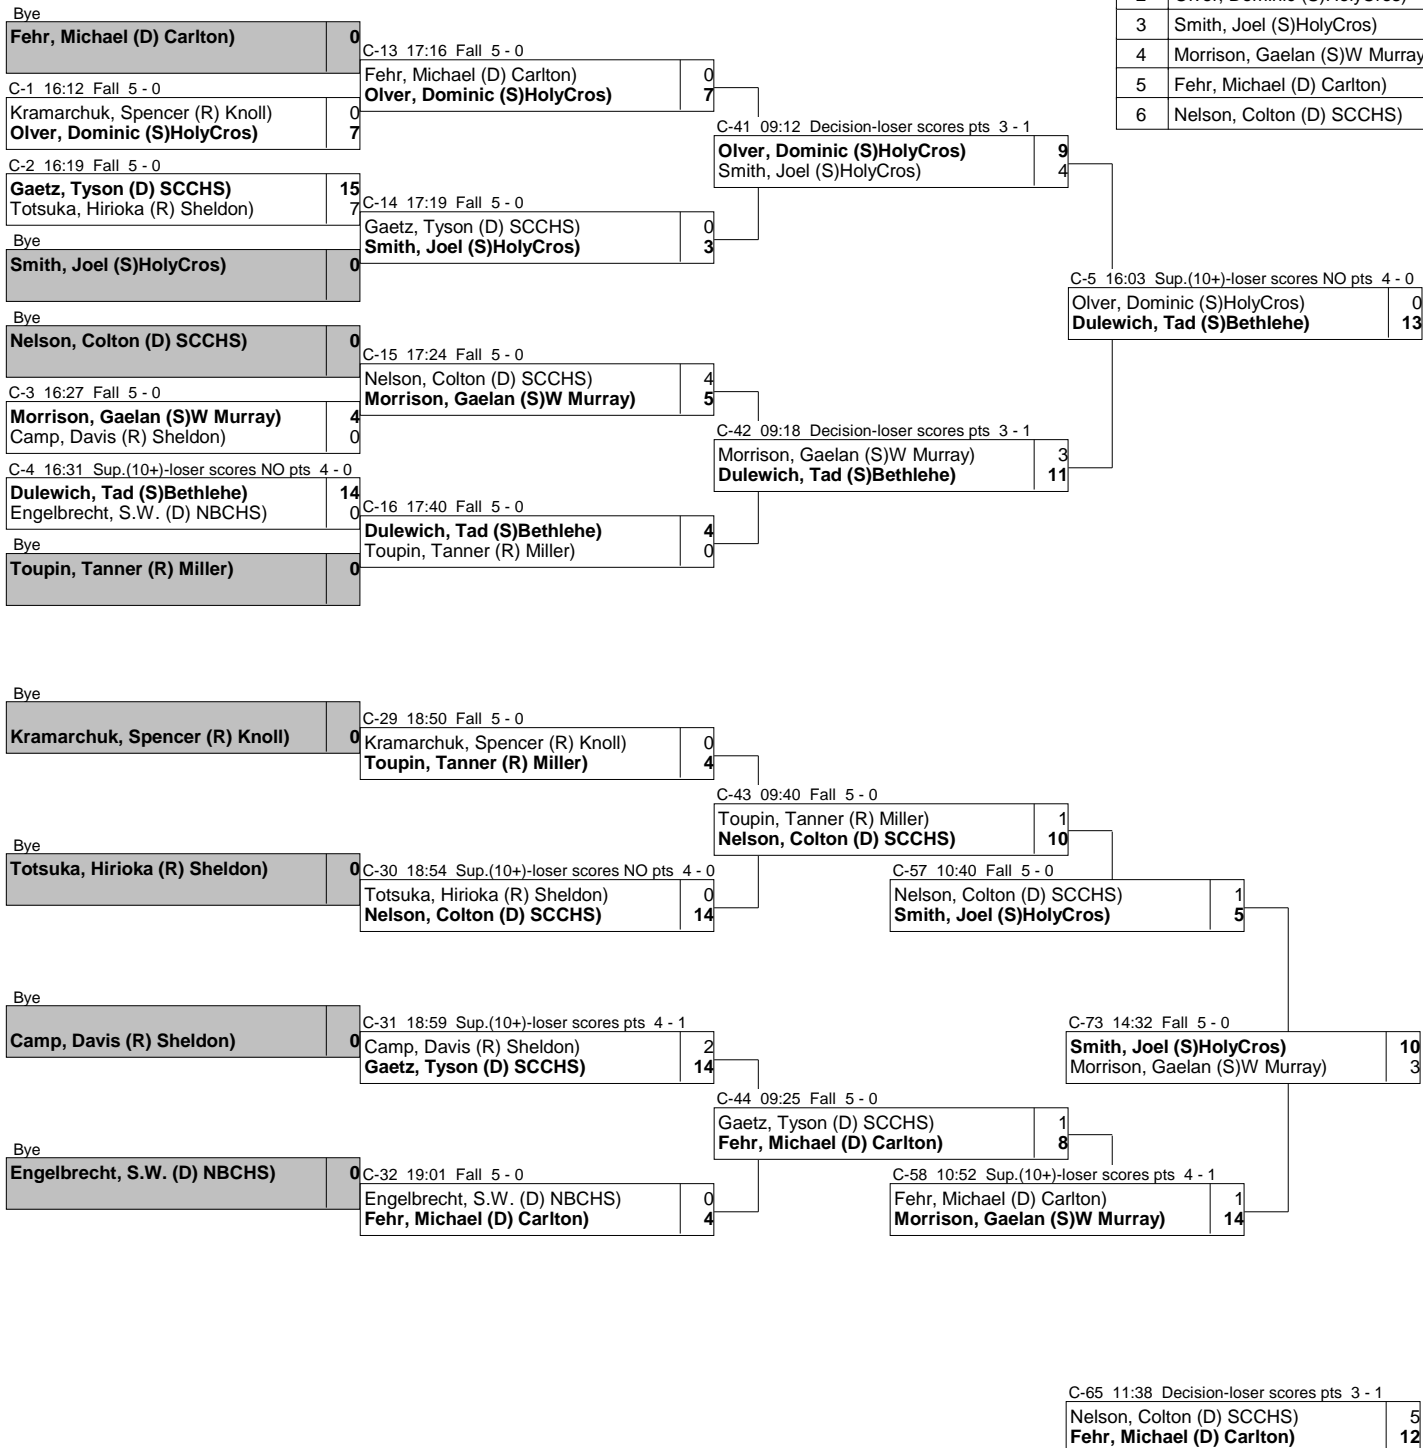 2 Olver, Dominic (S)HolyCros)
3 Smith, Joel (S)HolyCros)
4 Morrison, Gaelan (S)W Murray
5 Fehr, Michael (D) Carlton)
6 Nelson, Colton (D) SCCHS)
Bye
Fehr, Michael (D) Carlton) 0
C-1 16:12 Fall 5 - 0
Kramarchuk, Spencer (R) Knoll) 0
Olver, Dominic (S)HolyCros) 7
C-2 16:19 Fall 5 - 0
Gaetz, Tyson (D) SCCHS) 15
Totsuka, Hirioka (R) Sheldon) 7
Bye
Smith, Joel (S)HolyCros) 0
Bye
Nelson, Colton (D) SCCHS) 0
C-3 16:27 Fall 5 - 0
Morrison, Gaelan (S)W Murray) 4
Camp, Davis (R) Sheldon) 0
C-4 16:31 Sup.(10+)-loser scores NO pts 4 - 0
Dulewich, Tad (S)Bethlehe) 14
Engelbrecht, S.W. (D) NBCHS) 0
Bye
Toupin, Tanner (R) Miller) 0
C-13 17:16 Fall 5 - 0
Fehr, Michael (D) Carlton) 0
Olver, Dominic (S)HolyCros) 7
C-14 17:19 Fall 5 - 0
Gaetz, Tyson (D) SCCHS) 0
Smith, Joel (S)HolyCros) 3
C-15 17:24 Fall 5 - 0
Nelson, Colton (D) SCCHS) 4
Morrison, Gaelan (S)W Murray) 5
C-16 17:40 Fall 5 - 0
Dulewich, Tad (S)Bethlehe) 4
Toupin, Tanner (R) Miller) 0
C-41 09:12 Decision-loser scores pts 3 - 1
Olver, Dominic (S)HolyCros) 9
Smith, Joel (S)HolyCros) 4
C-42 09:18 Decision-loser scores pts 3 - 1
Morrison, Gaelan (S)W Murray) 3
Dulewich, Tad (S)Bethlehe) 11
C-5 16:03 Sup.(10+)-loser scores NO pts 4 - 0
Olver, Dominic (S)HolyCros) 0
Dulewich, Tad (S)Bethlehe) 13
Bye
Kramarchuk, Spencer (R) Knoll) 0
Bye
Totsuka, Hirioka (R) Sheldon) 0
Bye
Camp, Davis (R) Sheldon) 0
Bye
Engelbrecht, S.W. (D) NBCHS) 0
C-29 18:50 Fall 5 - 0
Kramarchuk, Spencer (R) Knoll) 0
Toupin, Tanner (R) Miller) 4
C-30 18:54 Sup.(10+)-loser scores NO pts 4 - 0
Totsuka, Hirioka (R) Sheldon) 0
Nelson, Colton (D) SCCHS) 14
C-31 18:59 Sup.(10+)-loser scores pts 4 - 1
Camp, Davis (R) Sheldon) 2
Gaetz, Tyson (D) SCCHS) 14
C-32 19:01 Fall 5 - 0
Engelbrecht, S.W. (D) NBCHS) 0
Fehr, Michael (D) Carlton) 4
C-43 09:40 Fall 5 - 0
Toupin, Tanner (R) Miller) 1
Nelson, Colton (D) SCCHS) 10
C-44 09:25 Fall 5 - 0
Gaetz, Tyson (D) SCCHS) 1
Fehr, Michael (D) Carlton) 8
C-57 10:40 Fall 5 - 0
Nelson, Colton (D) SCCHS) 1
Smith, Joel (S)HolyCros) 5
C-58 10:52 Sup.(10+)-loser scores pts 4 - 1
Fehr, Michael (D) Carlton) 1
Morrison, Gaelan (S)W Murray) 14
C-73 14:32 Fall 5 - 0
Smith, Joel (S)HolyCros) 10
Morrison, Gaelan (S)W Murray) 3
C-65 11:38 Decision-loser scores pts 3 - 1
Nelson, Colton (D) SCCHS) 5
Fehr, Michael (D) Carlton) 12